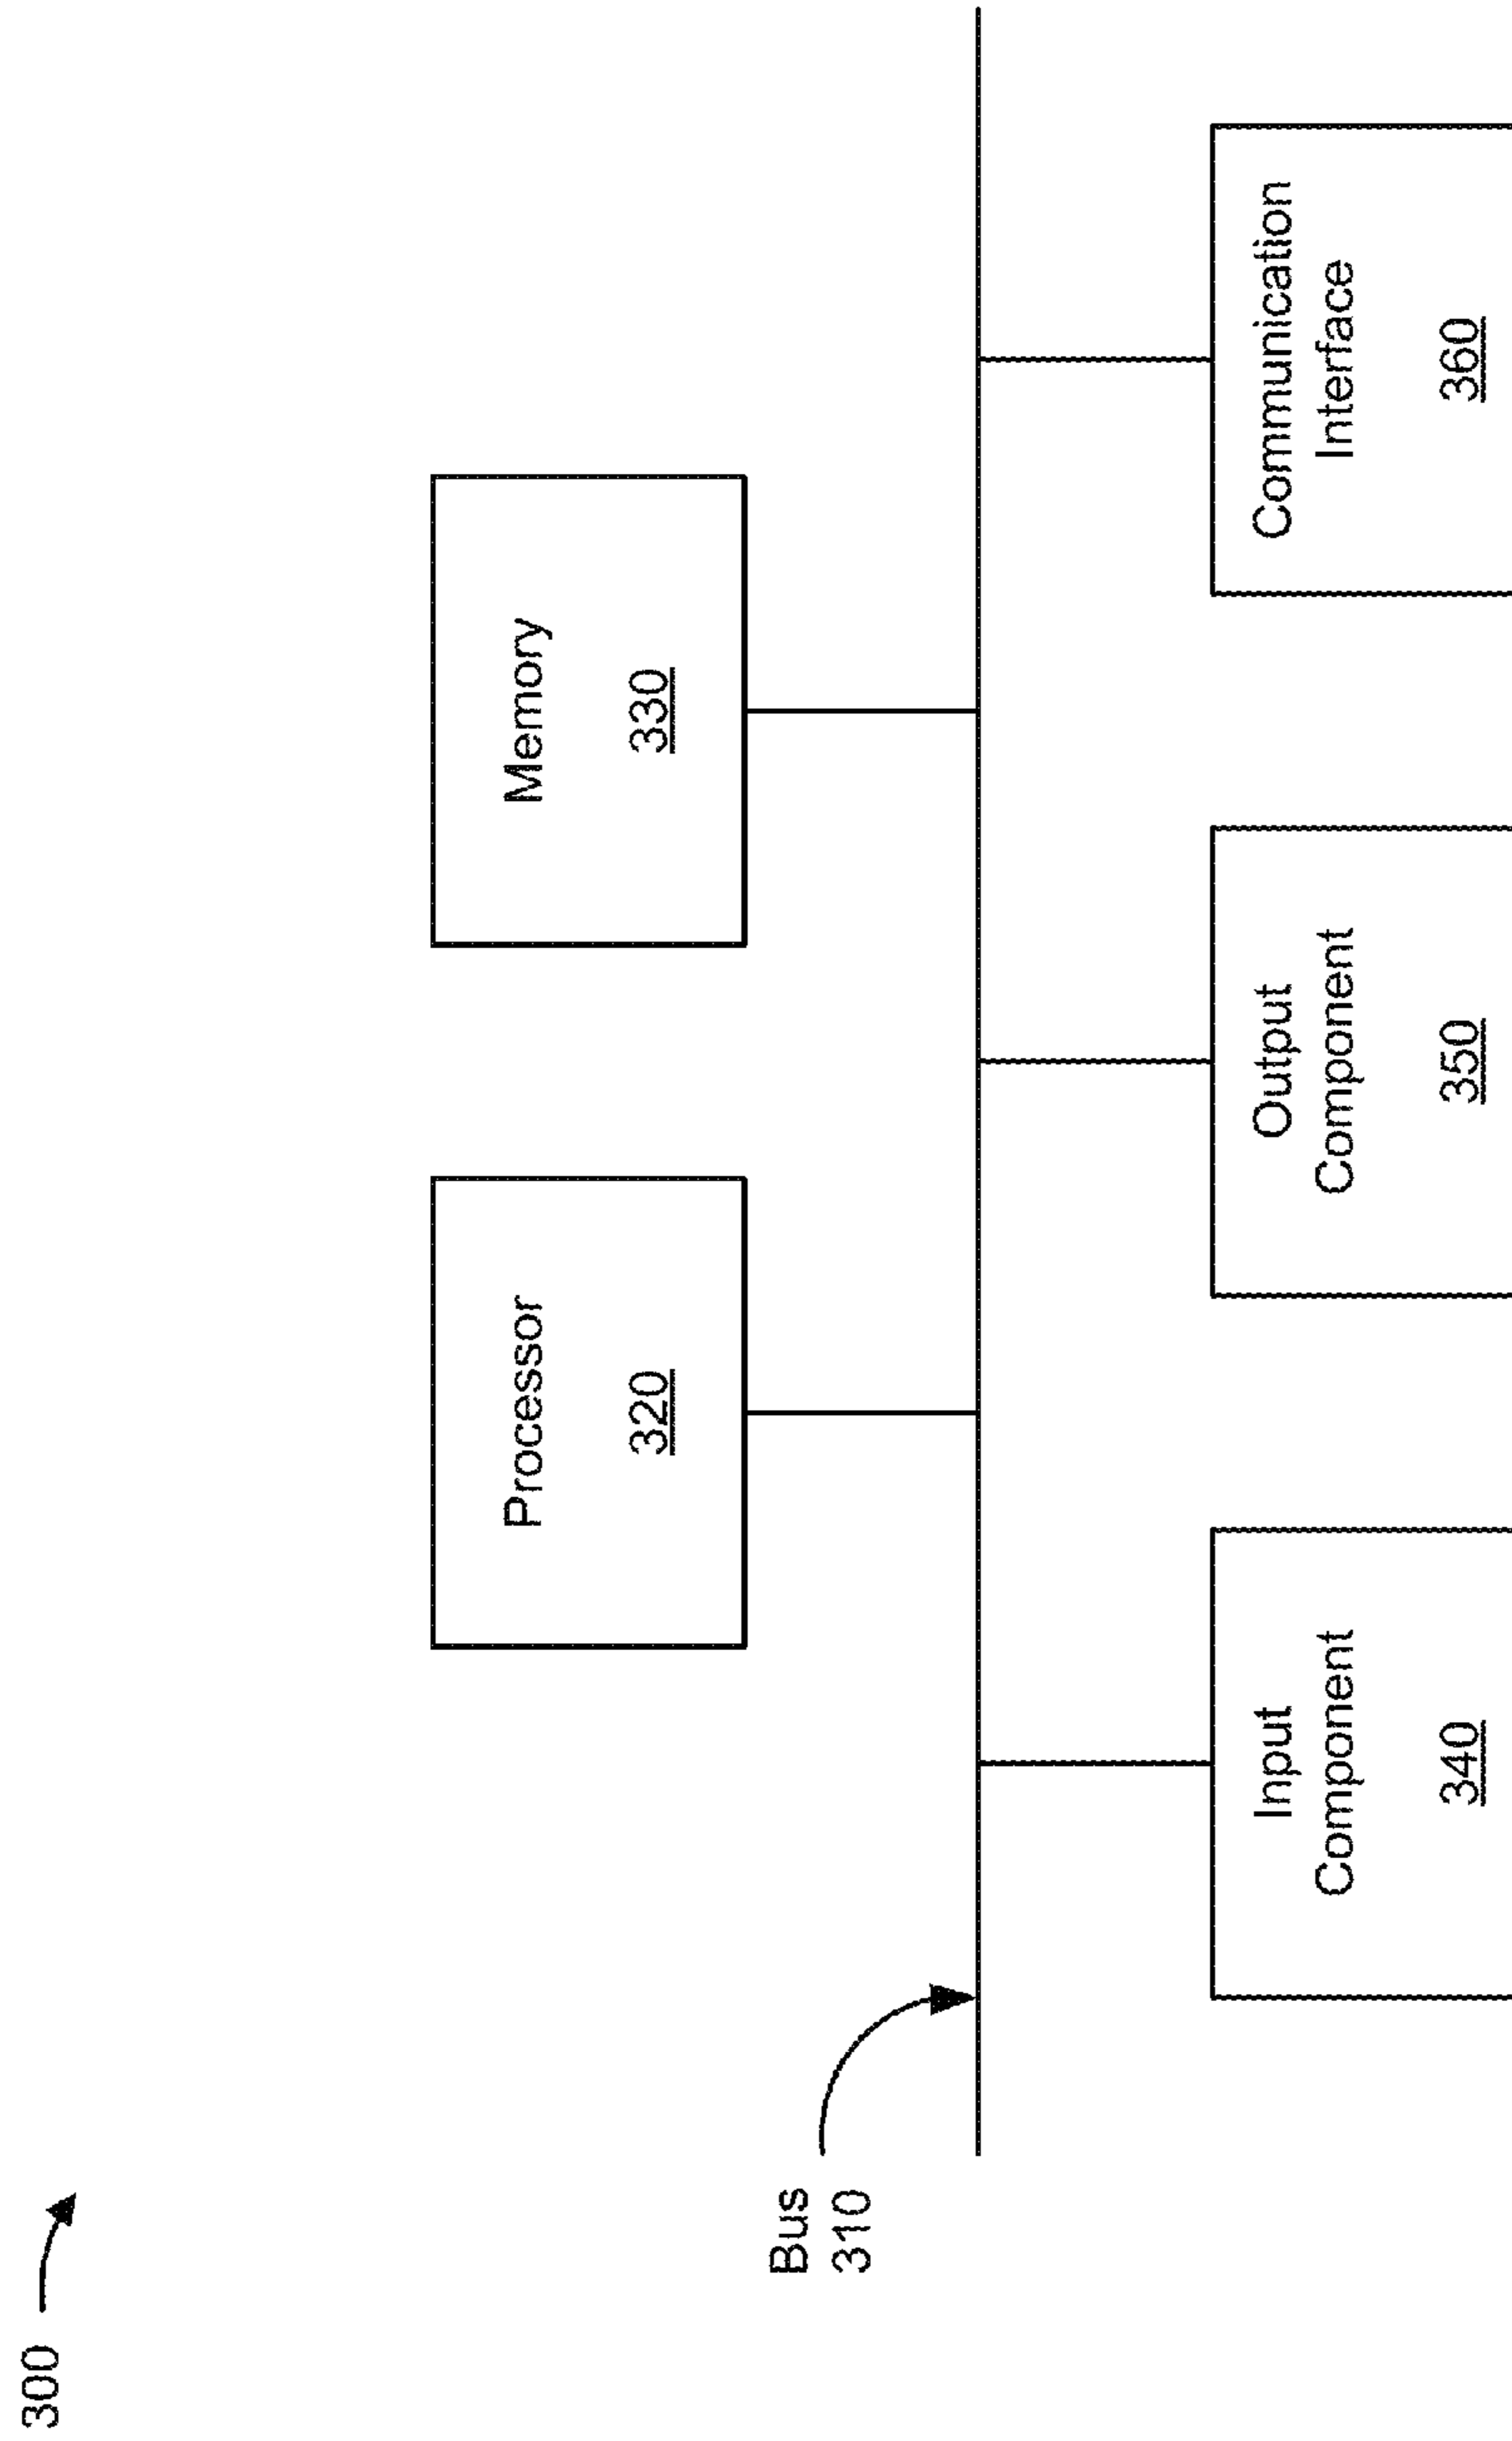 300
Processor
320
Memory
330
Bus
310
Input
Component
340
Output
Component
350
Communication
Interface
360